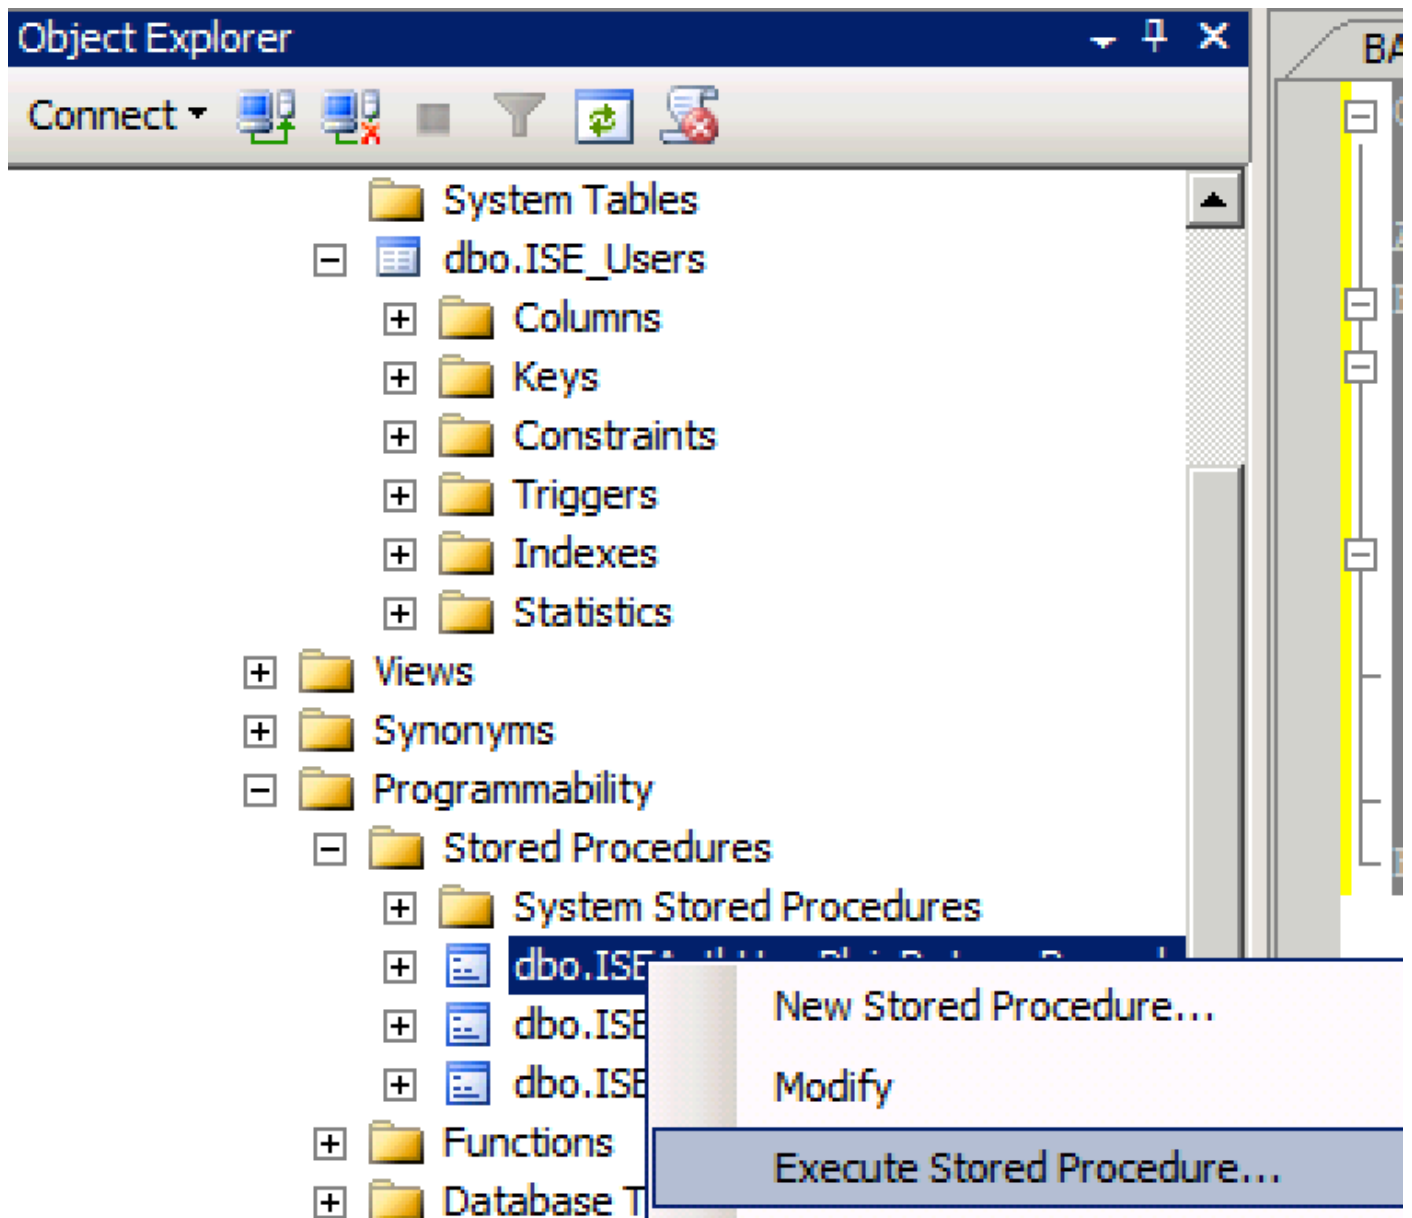 Object Explorer
BA
Connect
System Tables
dbo.ISE_Users
Columns
Keys
Constraints
Triggers
Indexes
Statistics
Views
Synonyms
Programmability
Stored Procedures
System Stored Procedures
dbo.ISE
New Stored Procedure...
dbo.ISE
Modify
dbo.ISE
Functions
Execute Stored Procedure...
Database T